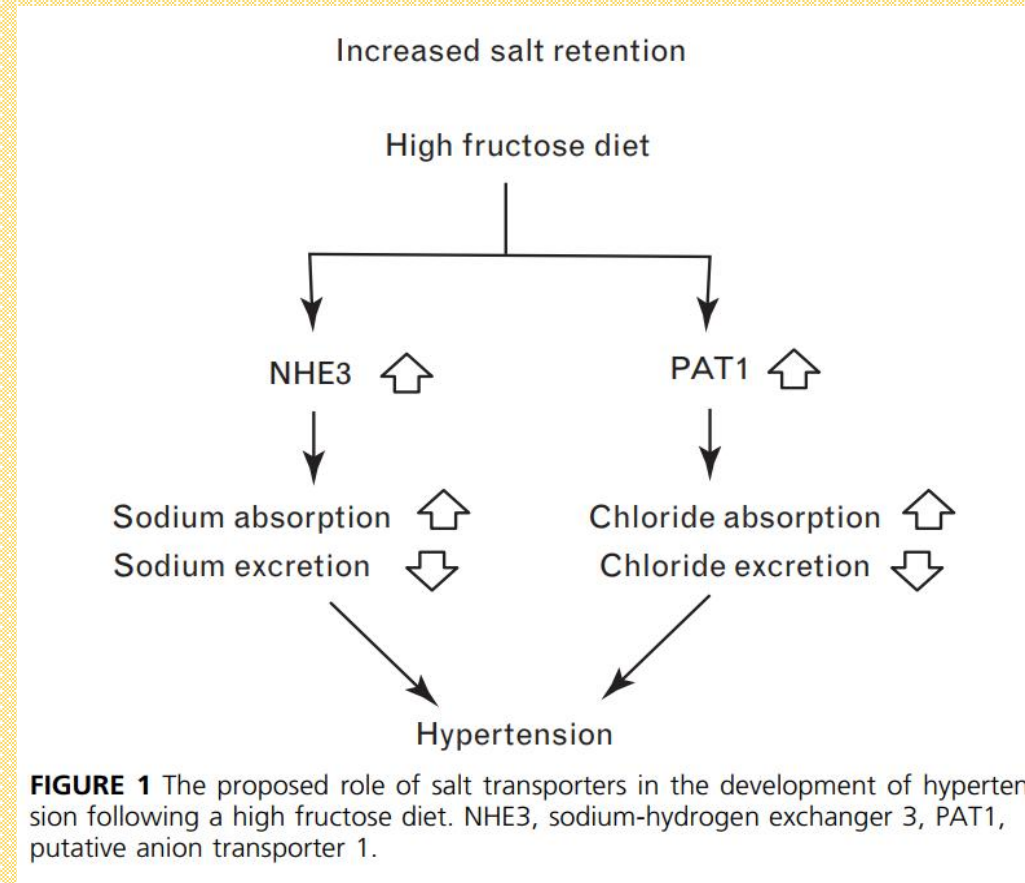 Increased salt retention
High fructose diet
NHE3
PAT1
Sodium absorption
Chloride absorption
Sodium excretion
Chloride excretion
Hypertension
FIGURE 1 The proposed role of salt transporters in the development of hyperten
sion following a high fructose diet. NHE3, sodium-hydrogen exchanger 3, PAT1,
putative anion transporter 1.